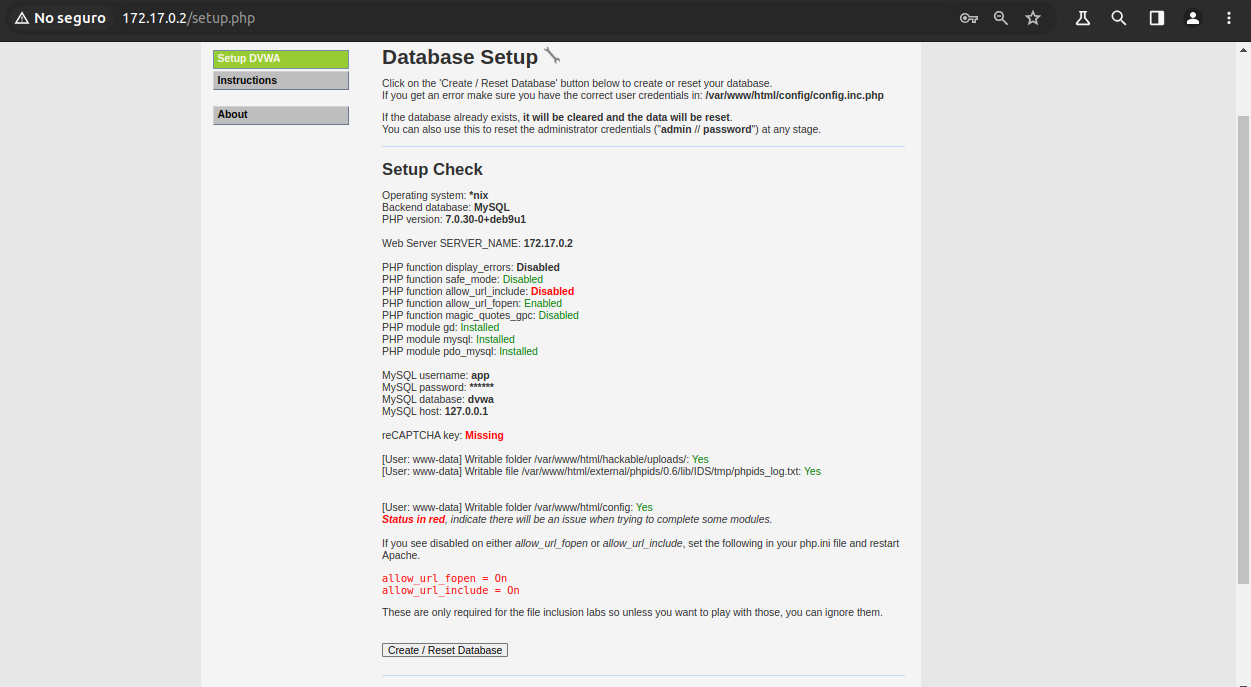 No seguro 172.17.0.2/setup.php
Setup DVWA
Instructions
About
Database Setup
Click on the 'Create / Reset Database' button below to create or reset your database.
If you get an error make sure you have the correct user credentials in: /var/www/html/config/config.inc.php
If the database already exists, it will be cleared and the data will be reset.
You can also use this to reset the administrator credentials ("admin // password") at any stage.
Setup Check
Operating system: *nix
Backend database: MySQL
PHP version: 7.0.30-0+deb9u1
Web Server SERVER_NAME: 172.17.0.2
PHP function display_errors: Disabled
PHP function safe_mode: Disabled
PHP function allow_url_include: Disabled
PHP function allow_url_fopen: Enabled
PHP function magic_quotes_gpc: Disabled
PHP module gd: Installed
PHP module mysql: Installed
PHP module pdo_mysql: Installed
MySQL username: app
MySQL password: ******
MySQL database: dvwa
MySQL host: 127.0.0.1
reCAPTCHA key: Missing
[User: www-data] Writable folder /var/www/html/hackable/uploads/: Yes
[User: www-data] Writable file /var/www/html/external/phpids/0.6/lib/IDS/tmp/phpids_log.txt: Yes
[User: www-data] Writable folder /var/www/html/config: Yes
Status in red, indicate there will be an issue when trying to complete some modules.
If you see disabled on either allow_url_fopen or allow_url_include, set the following in your php.ini file and restart
Apache.
allow_url_fopen = On
allow_url_include = On
These are only required for the file inclusion labs so unless you want to play with those, you can ignore them.
Create / Reset Database